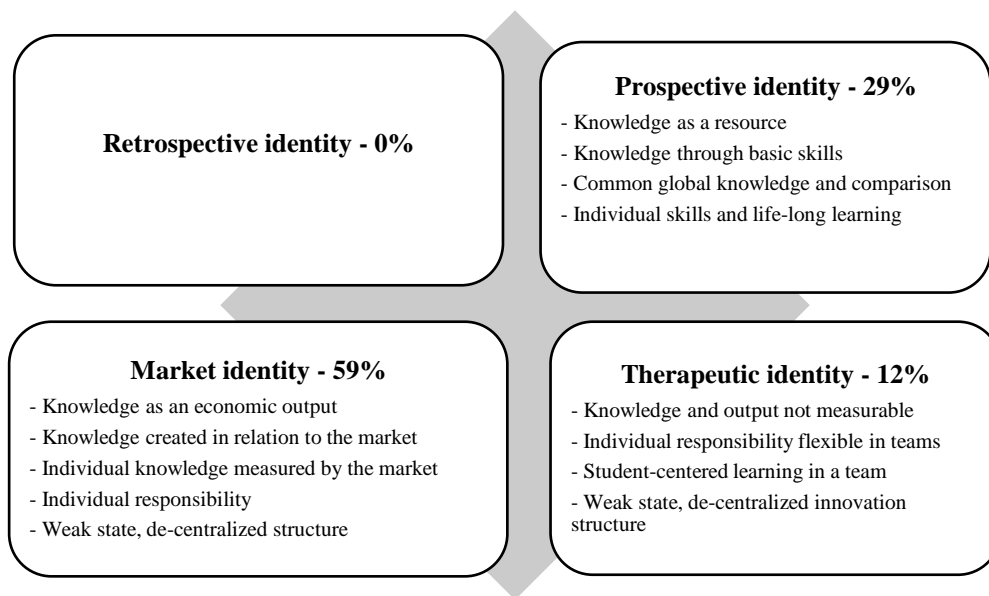 Retrospective identity - 0%
Prospective identity - 29%
- Knowledge as a resource
- Knowledge through basic skills
- Common global knowledge and comparison
- Individual skills and life-long learning
Market identity - 59%
- Knowledge as an economic output
- Knowledge created in relation to the market
- Individual knowledge measured by the market
- Individual responsibility
- Weak state, de-centralized structure
Therapeutic identity - 12%
- Knowledge and output not measurable
- Individual responsibility flexible in teams
- Student-centered learning in a team
- Weak state, de-centralized innovation
structure